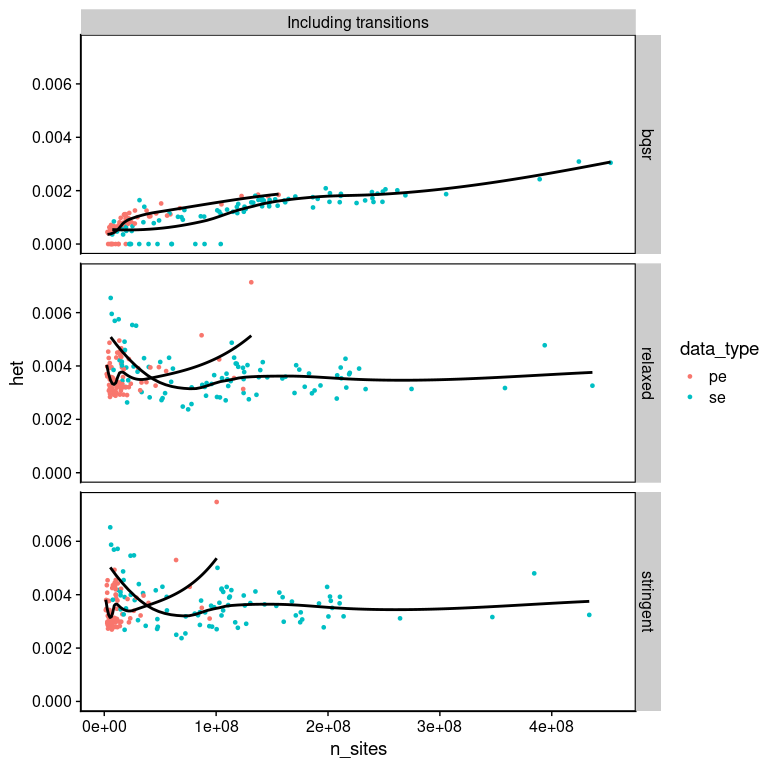 Including transitions
0.006
0.004
0.002
0.000
bqsr
0.006
0.004
0.002
0.000
relaxed
0.006
0.004
0.002
0.000
stringent
het
0e+00 1e+08 2e+08 3e+08 4e+08
n_sites
data_type
pe
se